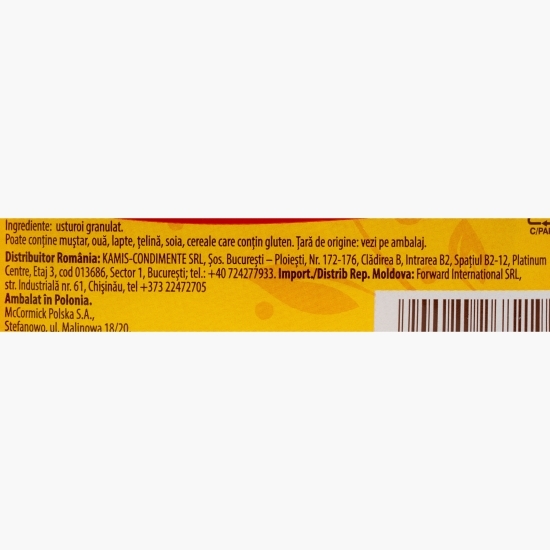 Ingrediente: usturoi granulat.
Poate conține muștar, ouă, lapte, țelină, soia, cereale care conțin gluten. Țară de origine: vezi pe ambalaj.
Distribuitor România: KAMIS-CONDIMENTE SRL, Șos. București – Ploiești, Nr. 172-176, Clădirea B, Intrarea B2, Spațiul B2-12, Platinum
Centre, Etaj 3, cod 013686, Sector 1, București; tel.: +40 724277933. Import./Distrib Rep. Moldova: Forward International SRL,
str. Industrială nr. 61, Chișinău, tel +373 22472705
Ambalat în Polonia.
McCormick Polska S.A.,
Stefanowo, ul. Malinowa 18/20
C/PA